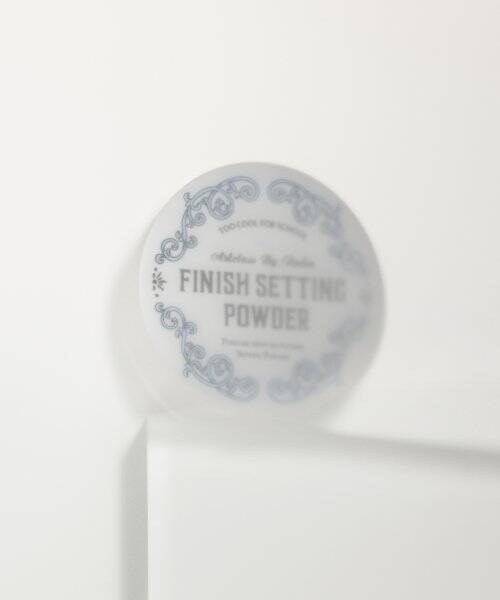 TOO COOL FOR SCHOOL
Artclass By Rodin
FINISH SETTING
POWDER